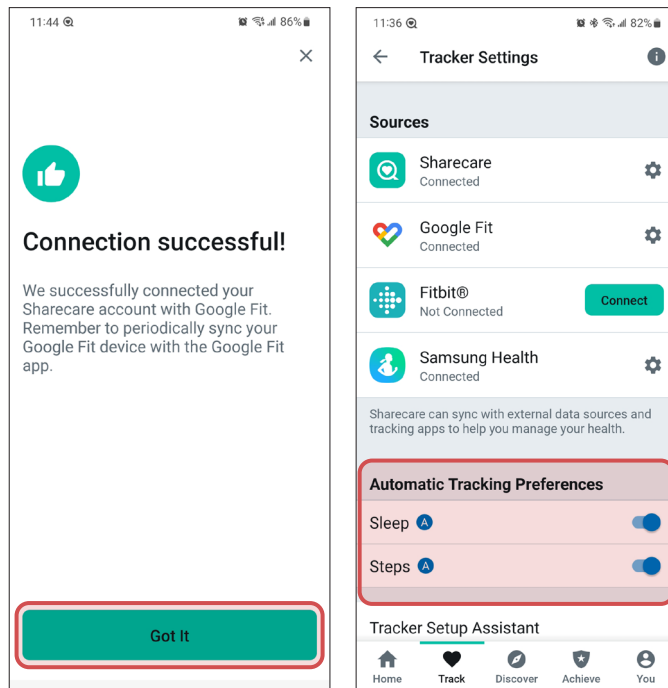 11:44
86%
Connection successful!
We successfully connected your
Sharecare account with Google Fit.
Remember to periodically sync your
Google Fit device with the Google Fit
app.
Got It
11:36
82%
Tracker Settings
Sources
Sharecare
Connected
Google Fit
Connected
Fitbit®
Not Connected
Connect
Samsung Health
Connected
Sharecare can sync with external data sources and
tracking apps to help you manage your health.
Automatic Tracking Preferences
Sleep A
Steps A
Tracker Setup Assistant
Home Track Discover Achieve You